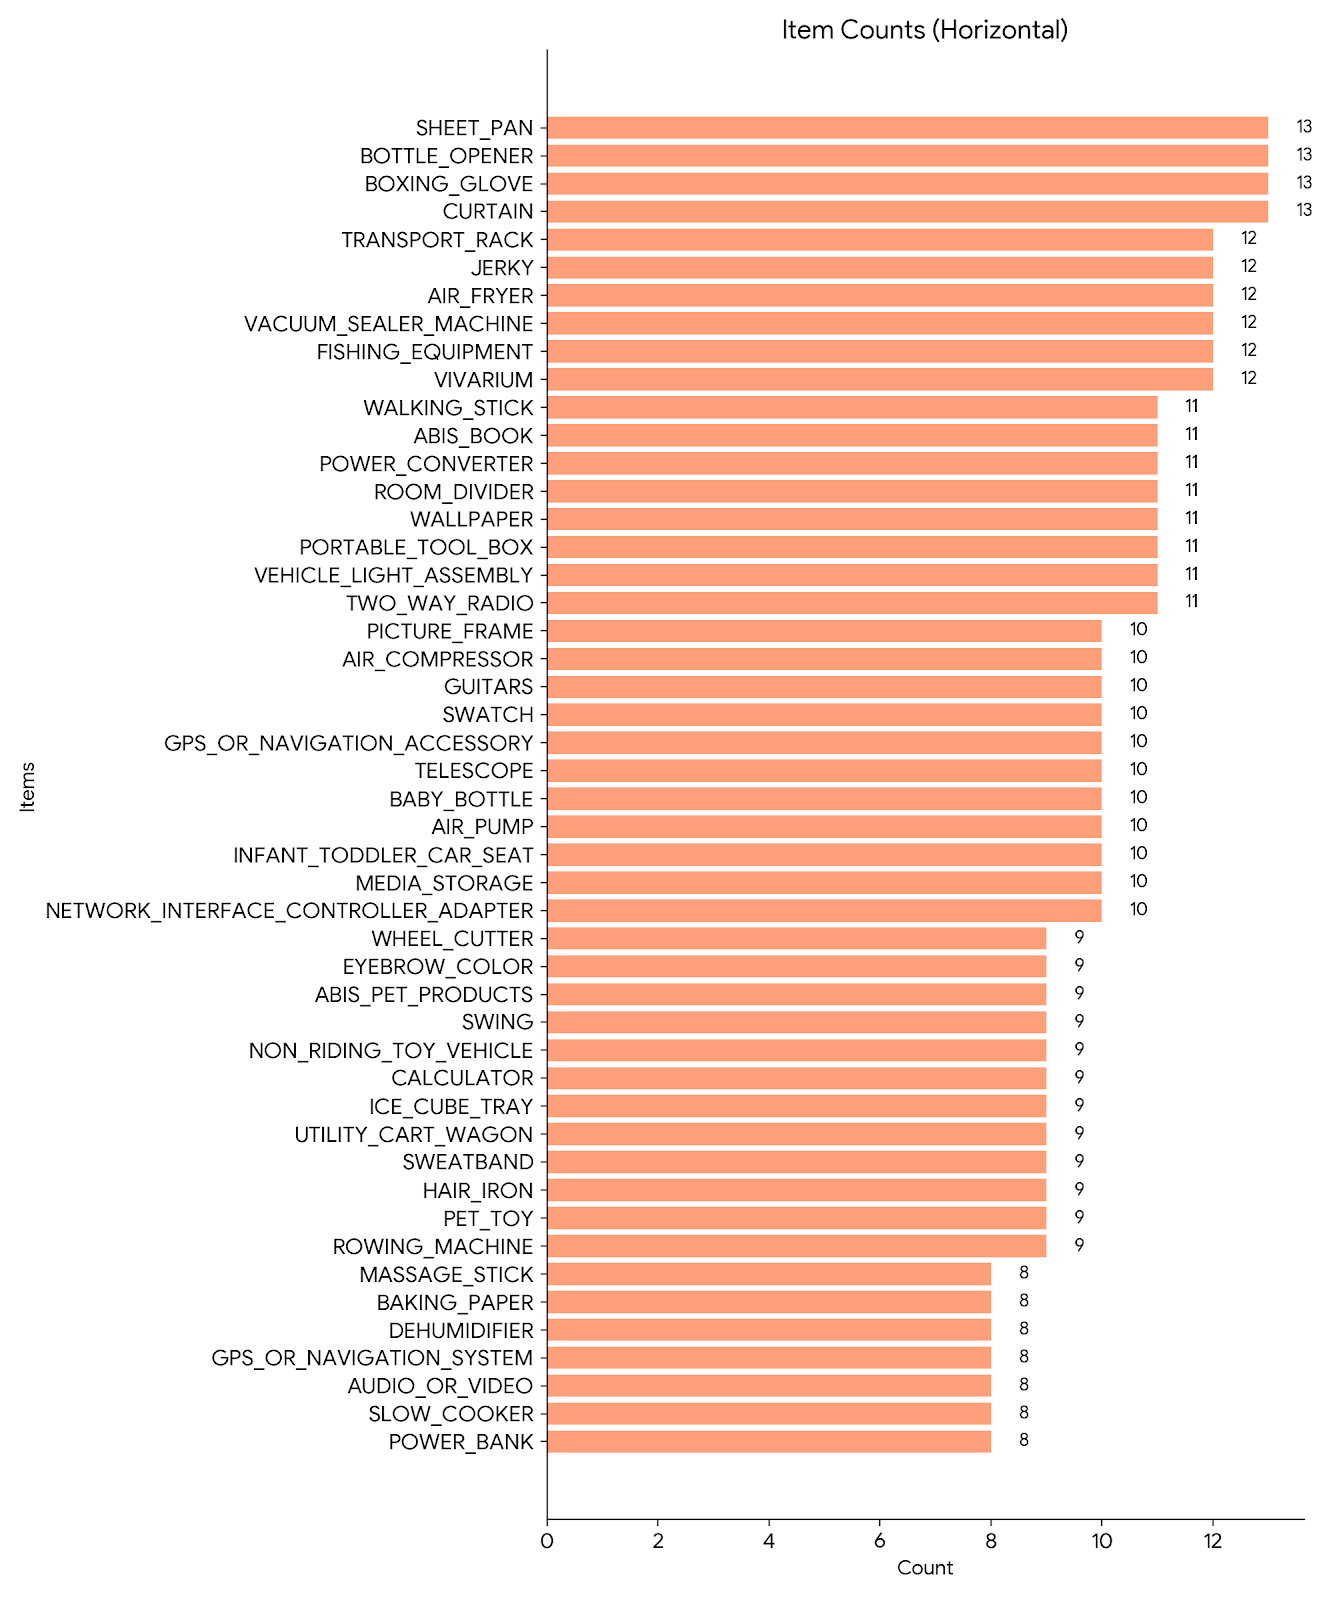 Item Counts (Horizontal)
SHEET_PAN 13
BOTTLE_OPENER 13
BOXING_GLOVE 13
CURTAIN 13
TRANSPORT_RACK 12
JERKY 12
AIR_FRYER 12
VACUUM_SEALER_MACHINE 12
FISHING_EQUIPMENT 12
VIVARIUM 12
WALKING_STICK 11
ABIS_BOOK 11
POWER_CONVERTER 11
ROOM_DIVIDER 11
WALLPAPER 11
PORTABLE_TOOL_BOX 11
VEHICLE_LIGHT_ASSEMBLY 11
TWO_WAY_RADIO 11
PICTURE_FRAME 10
AIR_COMPRESSOR 10
GUITARS 10
SWATCH 10
GPS_OR_NAVIGATION_ACCESSORY 10
TELESCOPE 10
BABY_BOTTLE 10
AIR_PUMP 10
INFANT_TODDLER_CAR_SEAT 10
MEDIA_STORAGE 10
NETWORK_INTERFACE_CONTROLLER_ADAPTER 10
WHEEL_CUTTER 9
EYEBROW_COLOR 9
ABIS_PET_PRODUCTS 9
SWING 9
NON_RIDING_TOY_VEHICLE 9
CALCULATOR 9
ICE_CUBE_TRAY 9
UTILITY_CART_WAGON 9
SWEATBAND 9
HAIR_IRON 9
PET_TOY 9
ROWING_MACHINE 9
MASSAGE_STICK 8
BAKING_PAPER 8
DEHUMIDIFIER 8
GPS_OR_NAVIGATION_SYSTEM 8
AUDIO_OR_VIDEO 8
SLOW_COOKER 8
POWER_BANK 8
Items
0 2 4 6 8 10 12
Count